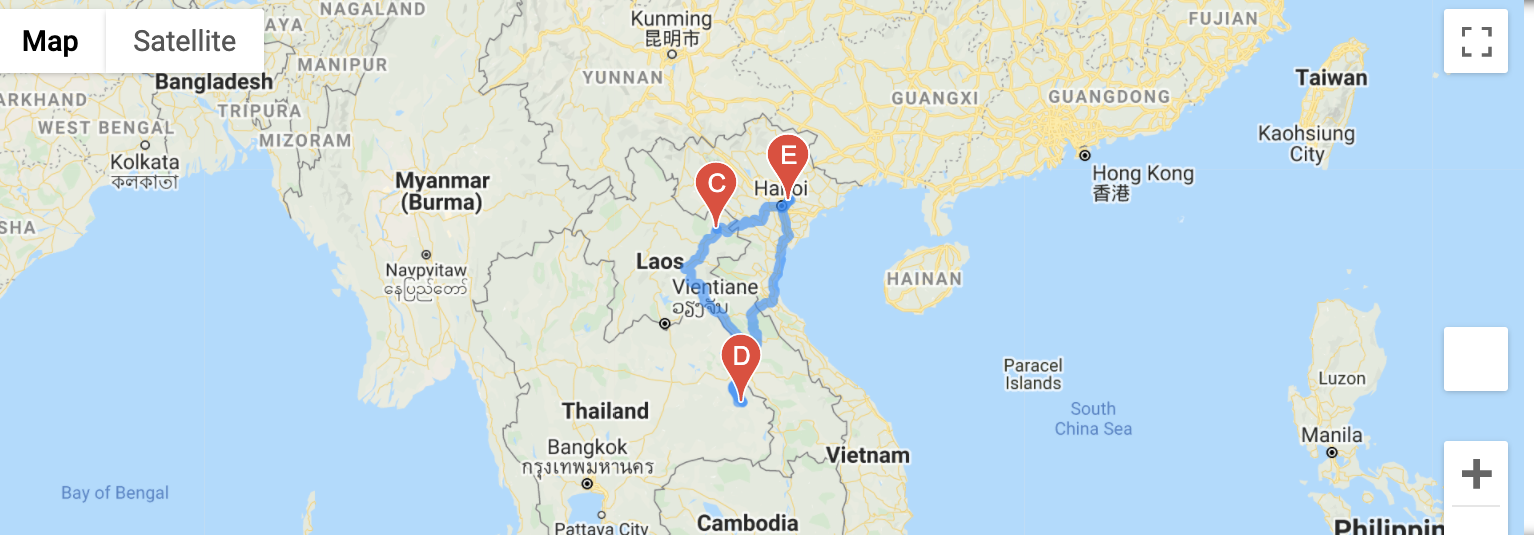 Map
Satellite
NAGALAND
AYA
MANIPUR
Bangladesh
ARKHAND
TRIPURA
WEST BENGAL
MIZORAM
Kolkata
কলকাতা
SHA
Myanmar
(Burma)
Naypyitaw
နေပြည်တော်
Kunming
昆明市
YUNNAN
GUANGXI
GUANGDONG
FUJIAN
Taiwan
Kaohsiung
City
Hong Kong
香港
E
C
Hanoi
Laos
Vientiane
ວຽງຈັນ
HAINAN
D
Thailand
Bangkok
กรุงเทพมหานคร
Pattaya City
Cambodia
Vietnam
Paracel
Islands
South
China Sea
Luzon
Manila
Philippin
Bay of Bengal